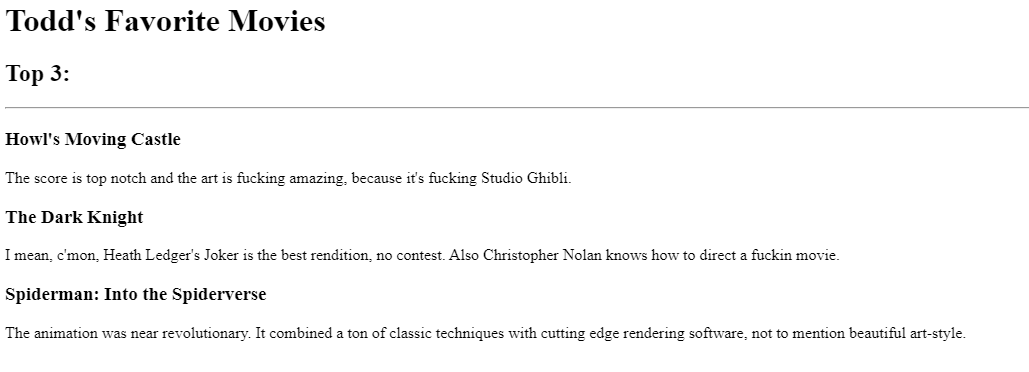 Todd's Favorite Movies
Top 3:
Howl's Moving Castle
The score is top notch and the art is fucking amazing, because it's fucking Studio Ghibli.
The Dark Knight
I mean, c'mon, Heath Ledger's Joker is the best rendition, no contest. Also Christopher Nolan knows how to direct a fuckin movie.
Spiderman: Into the Spiderverse
The animation was near revolutionary. It combined a ton of classic techniques with cutting edge rendering software, not to mention beautiful art-style.